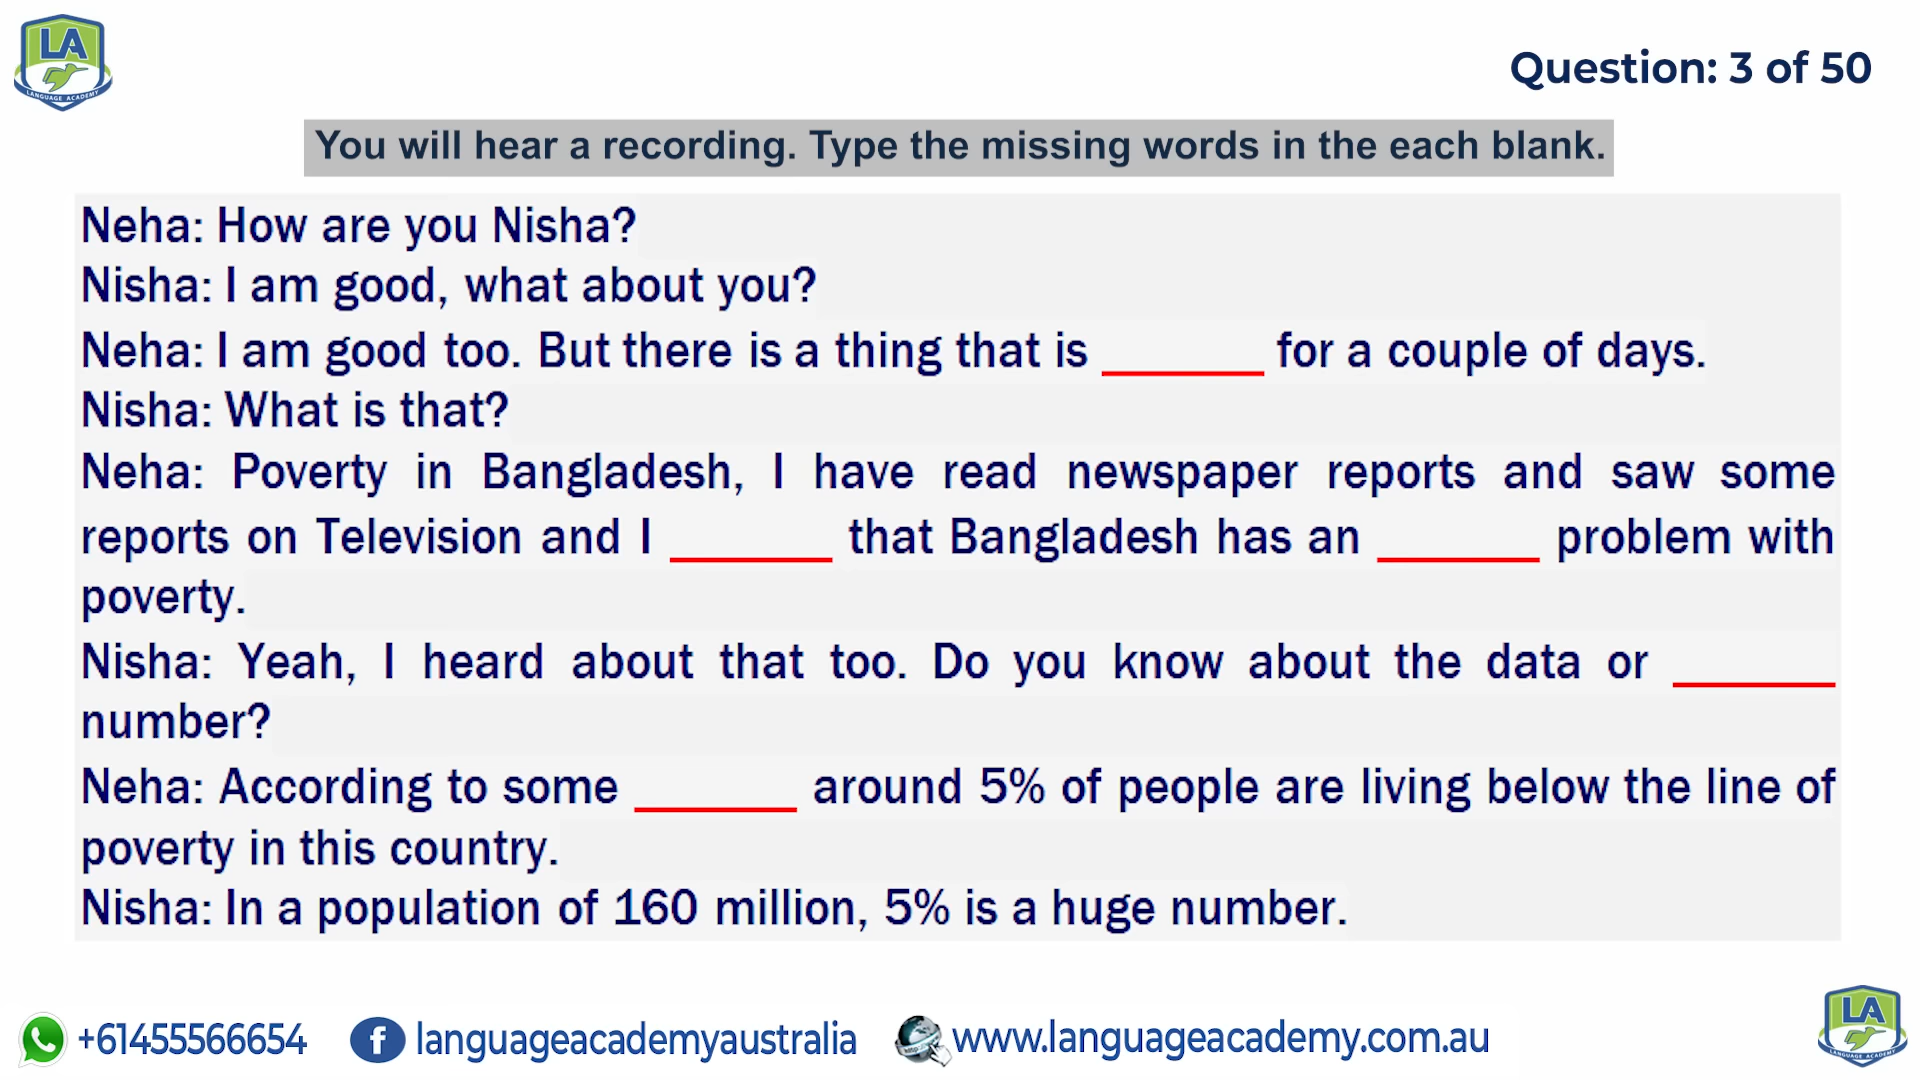 LA
LANGUAGE ACADEMY
Question: 3 of 50
You will hear a recording. Type the missing words in the each blank.
Neha: How are you Nisha?
Nisha: I am good, what about you?
Neha: I am good too. But there is a thing that is ______ for a couple of days.
Nisha: What is that?
Neha: Poverty in Bangladesh, I have read newspaper reports and saw some
reports on Television and I ______ that Bangladesh has an ______ problem with
poverty.
Nisha: Yeah, I heard about that too. Do you know about the data or ______
number?
Neha: According to some ______ around 5% of people are living below the line of
poverty in this country.
Nisha: In a population of 160 million, 5% is a huge number.
+61455566654
f languageacademyaustralia
www.languageacademy.com.au
LA
LANGUAGE ACADEMY